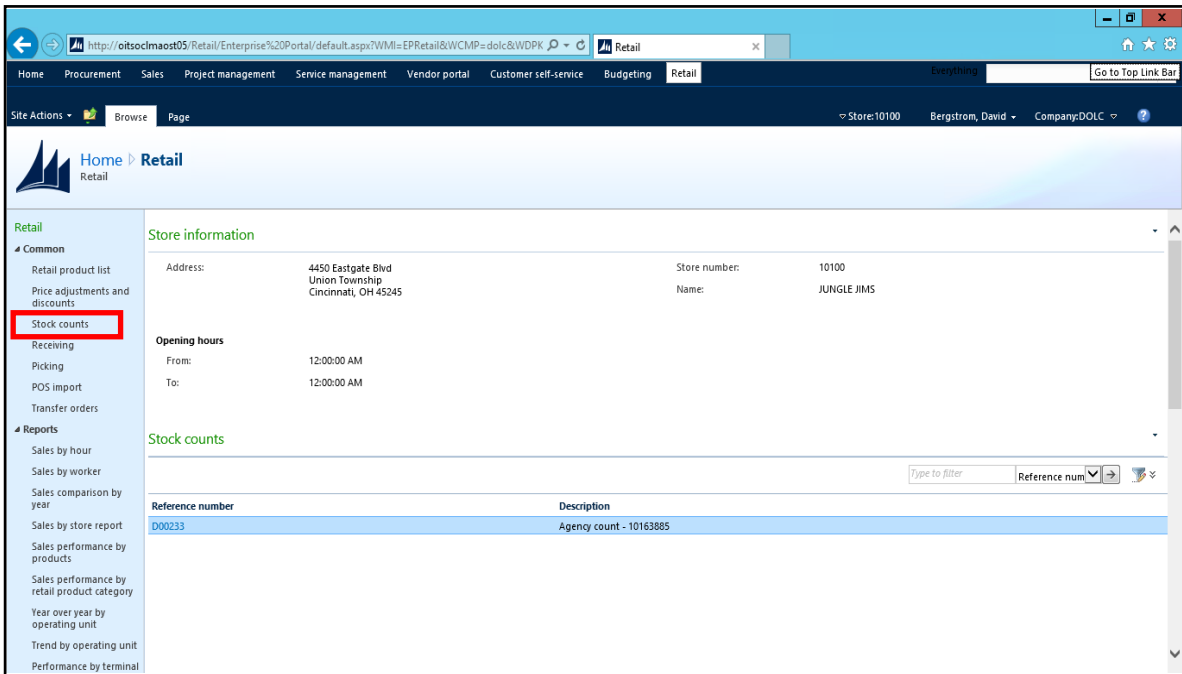 http://oitsoclmaost05/Retail/Enterprise%20Portal/default.aspx?WMI=EPRetail&WCMP=dolc&WDPK
Retail
Home Procurement Sales Project management Service management Vendor portal Customer self-service Budgeting Retail Everything Go to Top Link Bar
Site Actions Browse Page Store:10100 Bergstrom, David Company:DOLC
Home Retail
Retail
Retail
Common
Retail product list
Price adjustments and
discounts
Stock counts
Receiving
Picking
POS import
Transfer orders
Reports
Sales by hour
Sales by worker
Sales comparison by
year
Sales by store report
Sales performance by
products
Sales performance by
retail product category
Year over year by
operating unit
Trend by operating unit
Performance by terminal
Store information
Address: 4450 Eastgate Blvd
Union Township
Cincinnati, OH 45245
Store number: 10100
Name: JUNGLE JIMS
Opening hours
From: 12:00:00 AM
To: 12:00:00 AM
Stock counts
Type to filter Reference num
Reference number Description
D00233 Agency count - 10163885